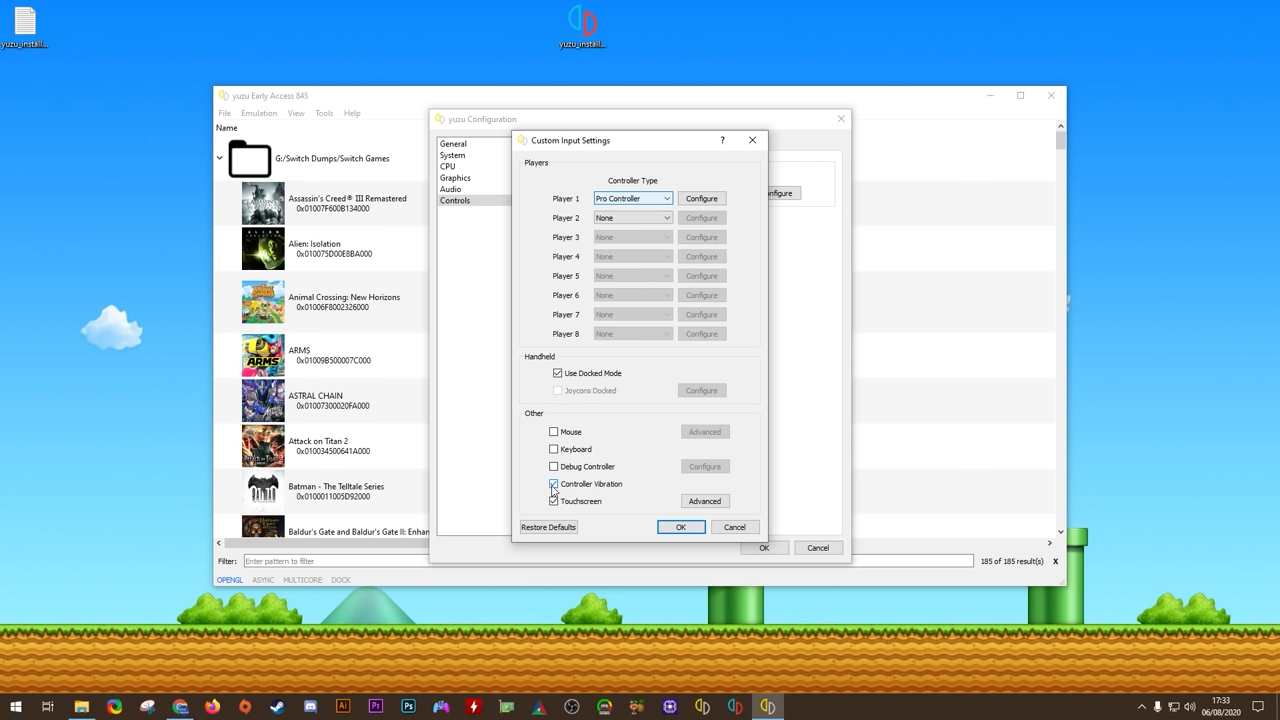 yuzu_install...
yuzu_install...
yuzu Early Access 845
File Emulation View Tools Help
Name
G:/Switch Dumps/Switch Games
Assassin's Creed® III Remastered
0x01007F600B134000
Alien: Isolation
0x010075D00E8BA000
Animal Crossing: New Horizons
0x01006F8002326000
ARMS
0x01009B500007C000
ASTRAL CHAIN
0x01007300020FA000
Attack on Titan 2
0x010034500641A000
Batman - The Telltale Series
0x0100011005D92000
Baldur's Gate and Baldur's Gate II: Enhan
Filter: Enter pattern to filter 185 of 185 result(s) X
OPENGL ASYNC MULTICORE DOCK
yuzu Configuration
General
System
CPU
Graphics
Audio
Controls
nfigure
OK Cancel
Custom Input Settings ?
Players
Controller Type
Player 1 Pro Controller Configure
Player 2 None Configure
Player 3 None Configure
Player 4 None Configure
Player 5 None Configure
Player 6 None Configure
Player 7 None Configure
Player 8 None Configure
Handheld
Use Docked Mode
Joycons Docked Configure
Other
Mouse Advanced
Keyboard
Debug Controller Configure
Controller Vibration
Touchscreen Advanced
Restore Defaults OK Cancel
Ai Pr Ps
17:33
06/08/2020